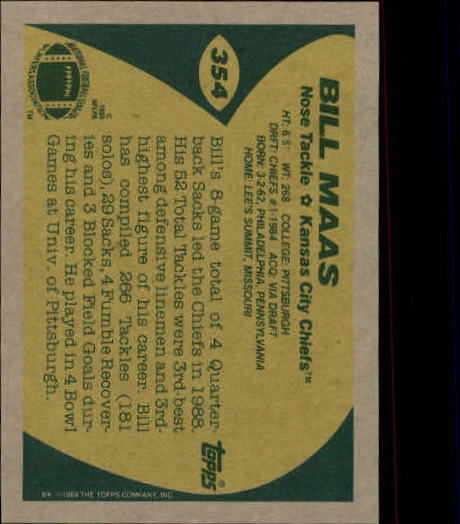 354
BILL MAAS
Nose Tackle ✩ Kansas City Chiefs™
HT: 6'5" WT: 268 COLLEGE: PITTSBURGH
DRFT: CHIEFS #1-1984 ACQ: VIA DRAFT
BORN: 3-2-62, PHILADELPHIA, PENNSYLVANIA
HOME: LEE'S SUMMIT, MISSOURI
Bill's 8-game total of 4 Quarter-
back Sacks led the Chiefs in 1988.
His 52 Total Tackles were 3rd-best
among defensive linemen and 3rd-
highest figure of his career. Bill
has compiled 266 Tackles (181
solos), 29 Sacks, 4 Fumble Recover-
ies and 3 Blocked Field Goals dur-
ing his career. He played in 4 Bowl
Games at Univ. of Pittsburgh.
©
NFLPA
™
topps®
B* ©1989 THE TOPPS COMPANY, INC.